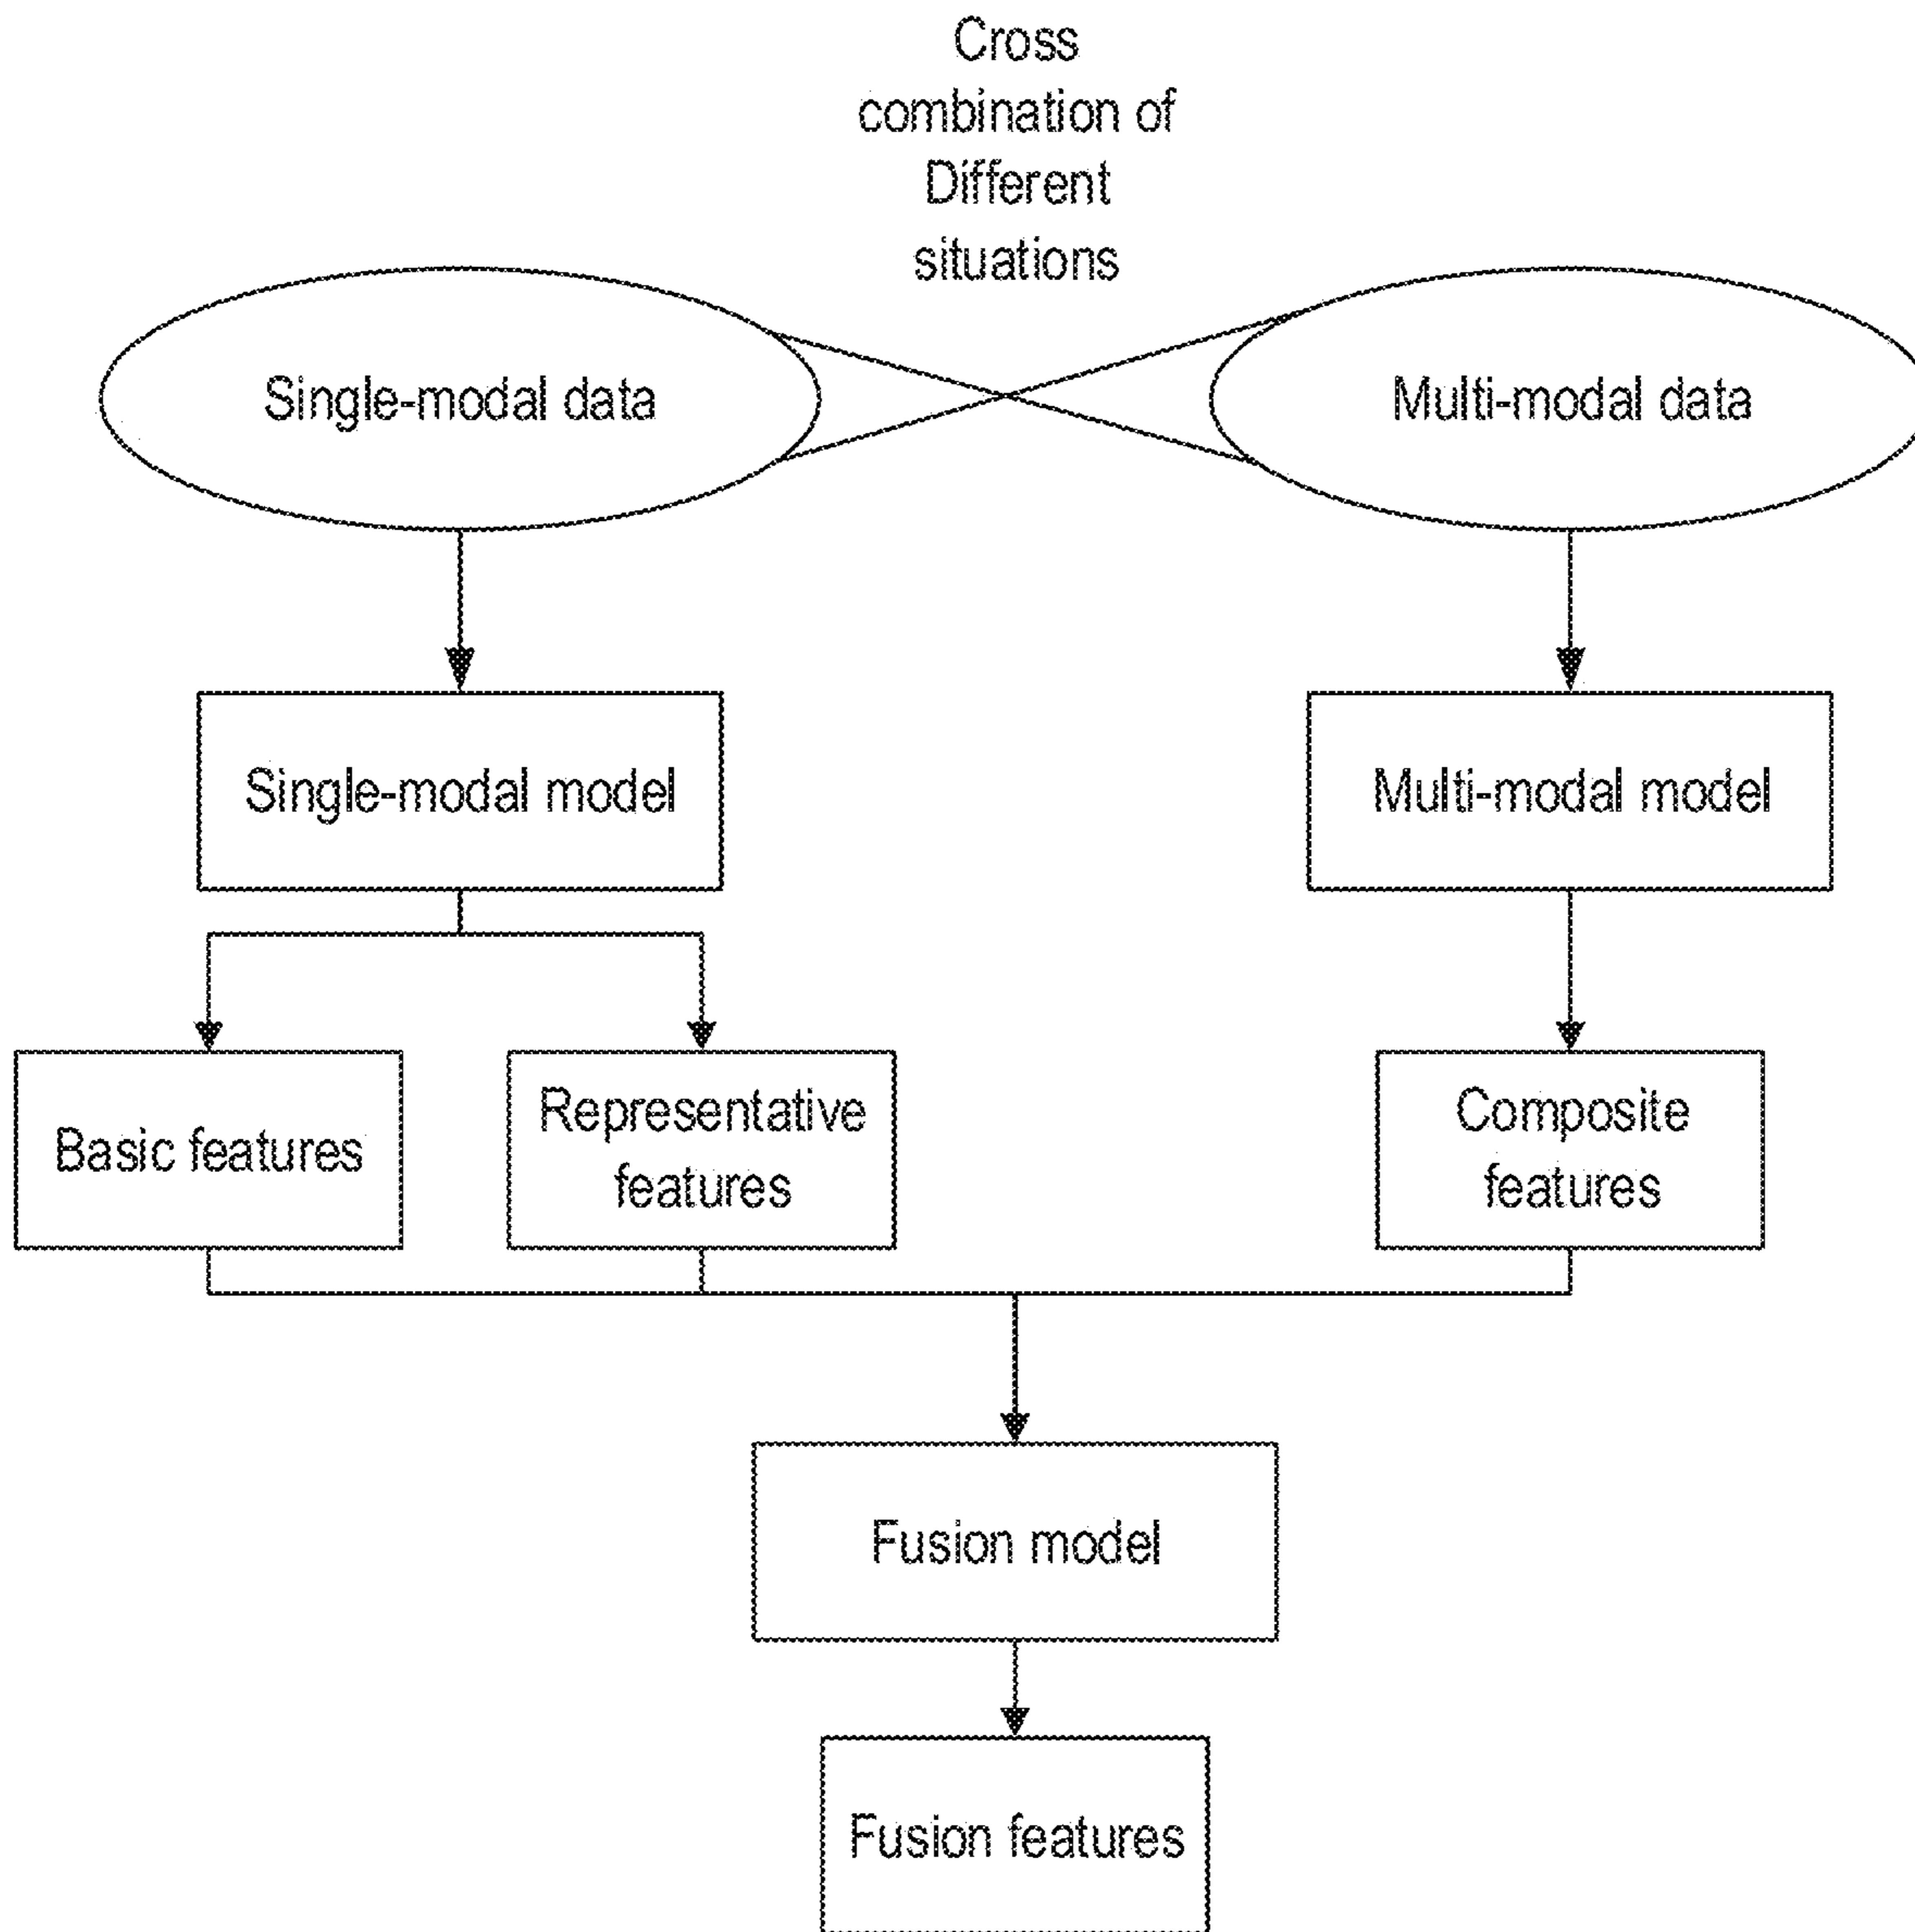 Cross
combination of
Different
situations
Single-modal data
Multi-modal data
Single-modal model
Multi-modal model
Basic features
Representative
features
Composite
features
Fusion model
Fusion features